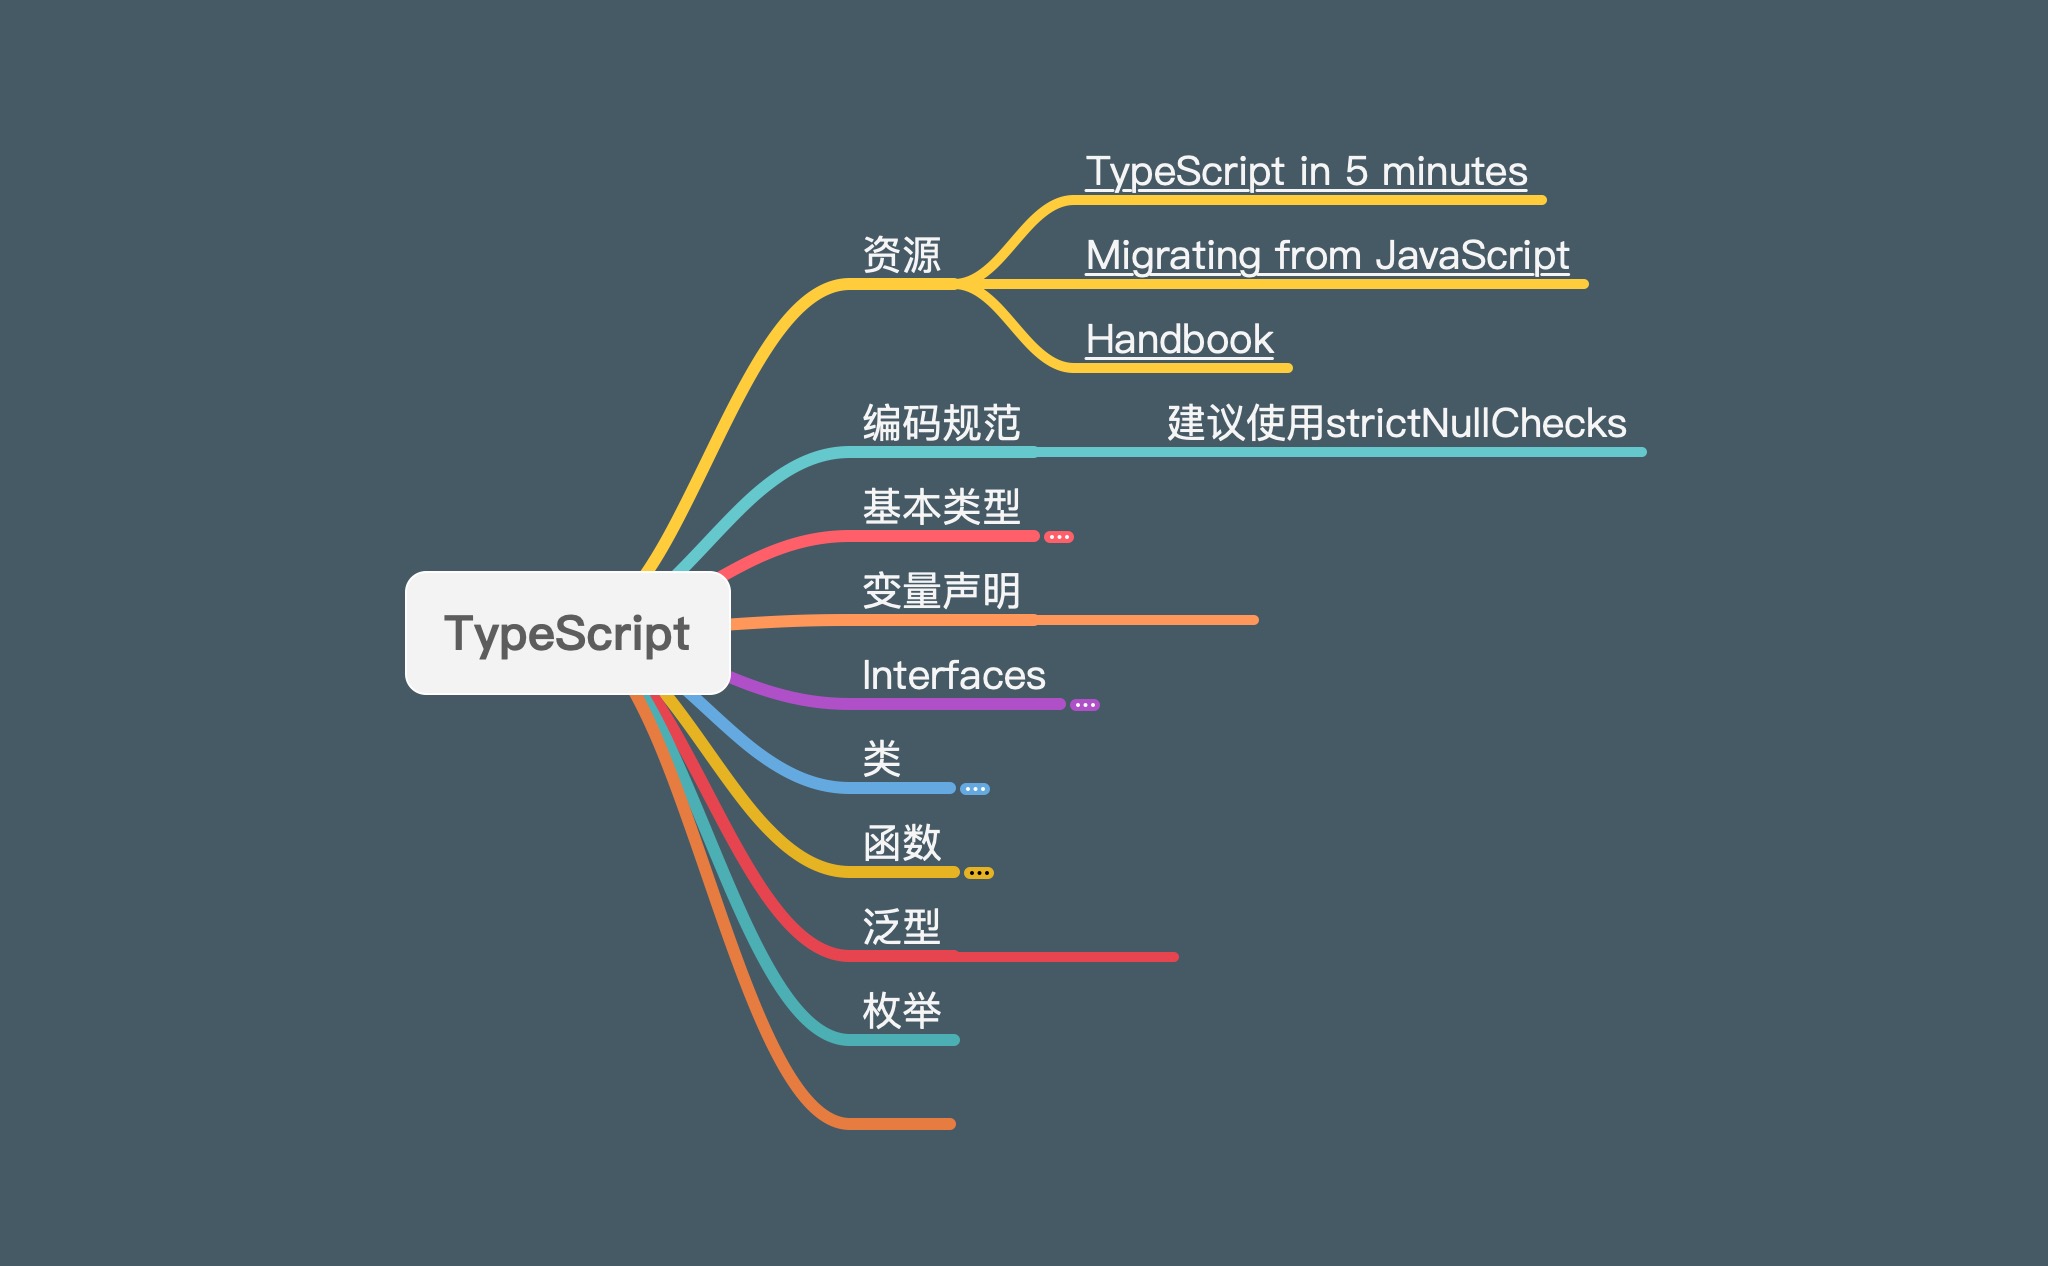 TypeScript
资源
TypeScript in 5 minutes
Migrating from JavaScript
Handbook
编码规范
建议使用strictNullChecks
基本类型
变量声明
Interfaces
类
函数
泛型
枚举